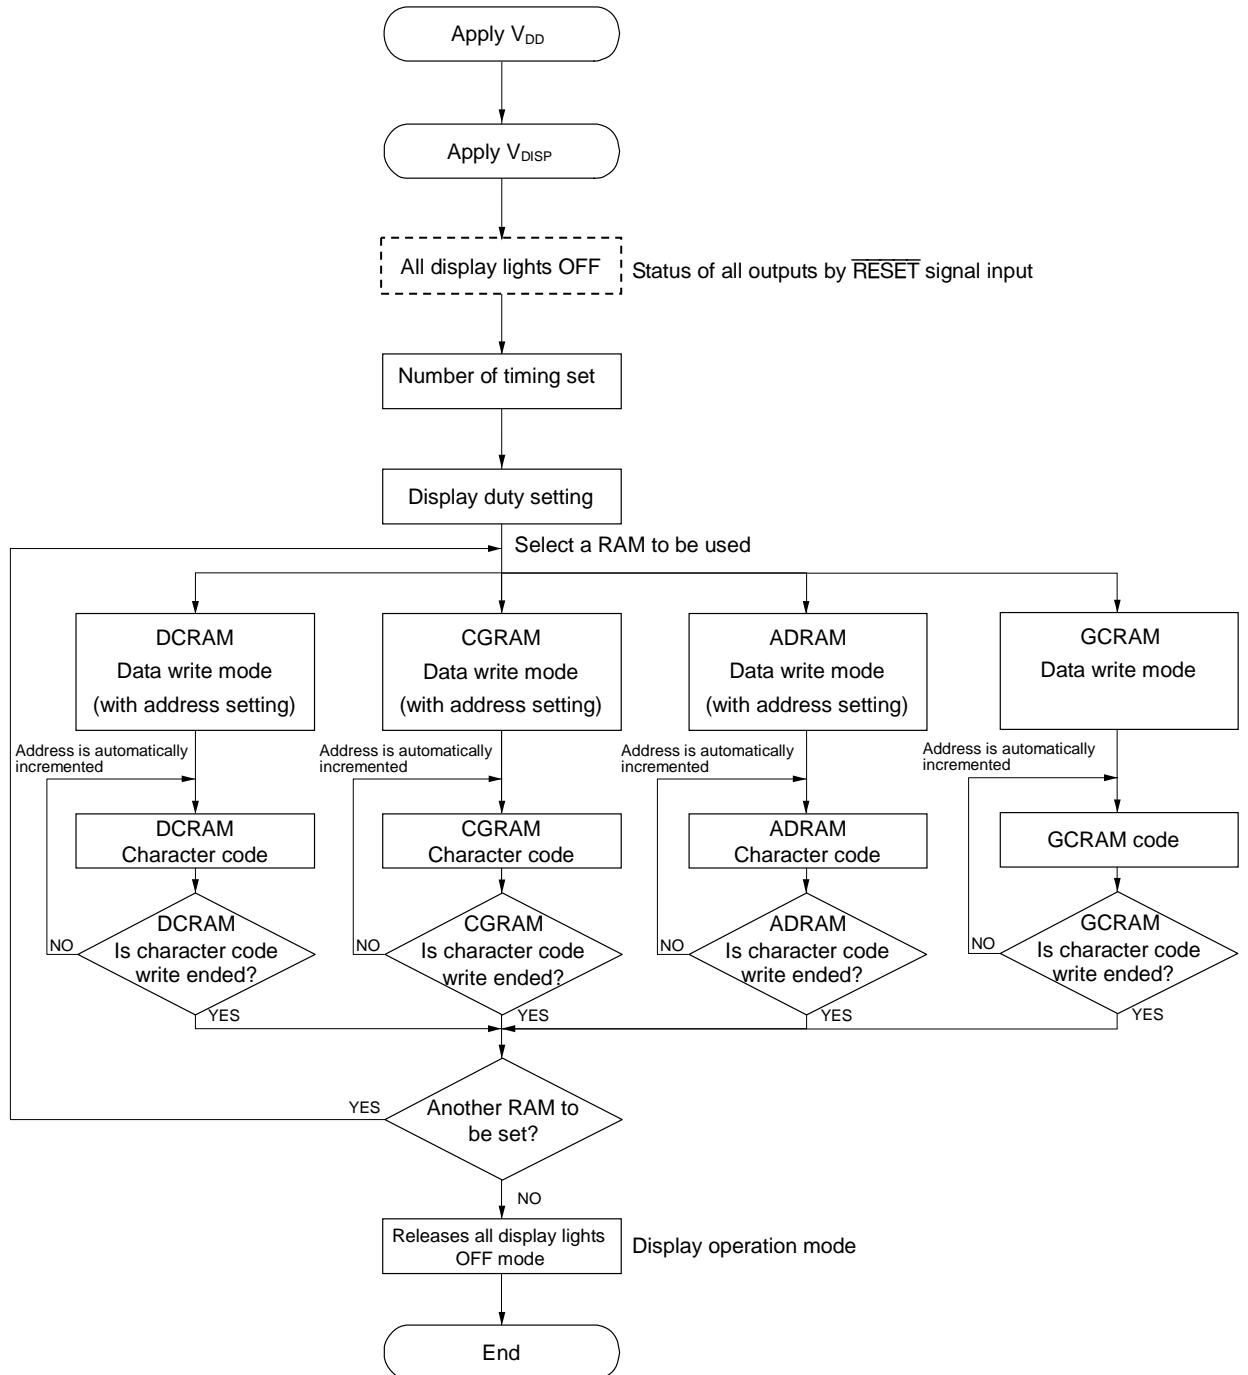 Apply VDD
Apply VDISP
All display lights OFF
Status of all outputs by RESET signal input
Number of timing set
Display duty setting
Select a RAM to be used
DCRAM
Data write mode
(with address setting)
CGRAM
Data write mode
(with address setting)
ADRAM
Data write mode
(with address setting)
GCRAM
Data write mode
Address is automatically
incremented
Address is automatically
incremented
Address is automatically
incremented
Address is automatically
incremented
DCRAM
Character code
CGRAM
Character code
ADRAM
Character code
GCRAM code
DCRAM
Is character code
write ended?
NO
YES
CGRAM
Is character code
write ended?
NO
YES
ADRAM
Is character code
write ended?
NO
YES
GCRAM
Is character code
write ended?
NO
YES
Another RAM to
be set?
YES
NO
Releases all display lights
OFF mode
Display operation mode
End